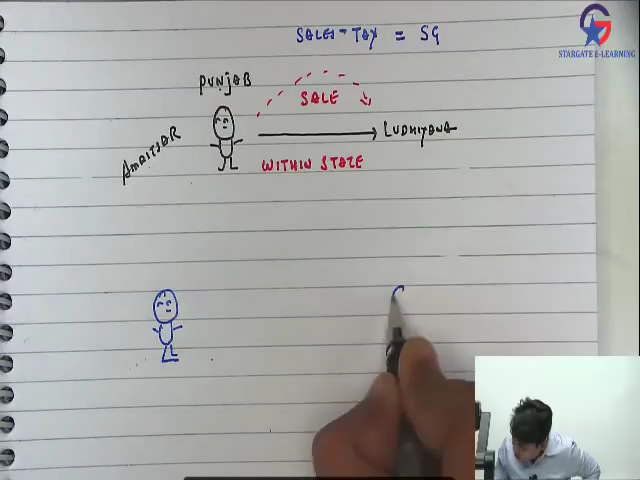 SALES-TAX = SG
STARGATE E-LEARNING
PUNJAB
SALE
AMRITSAR
LUDHIYANA
WITHIN STATE